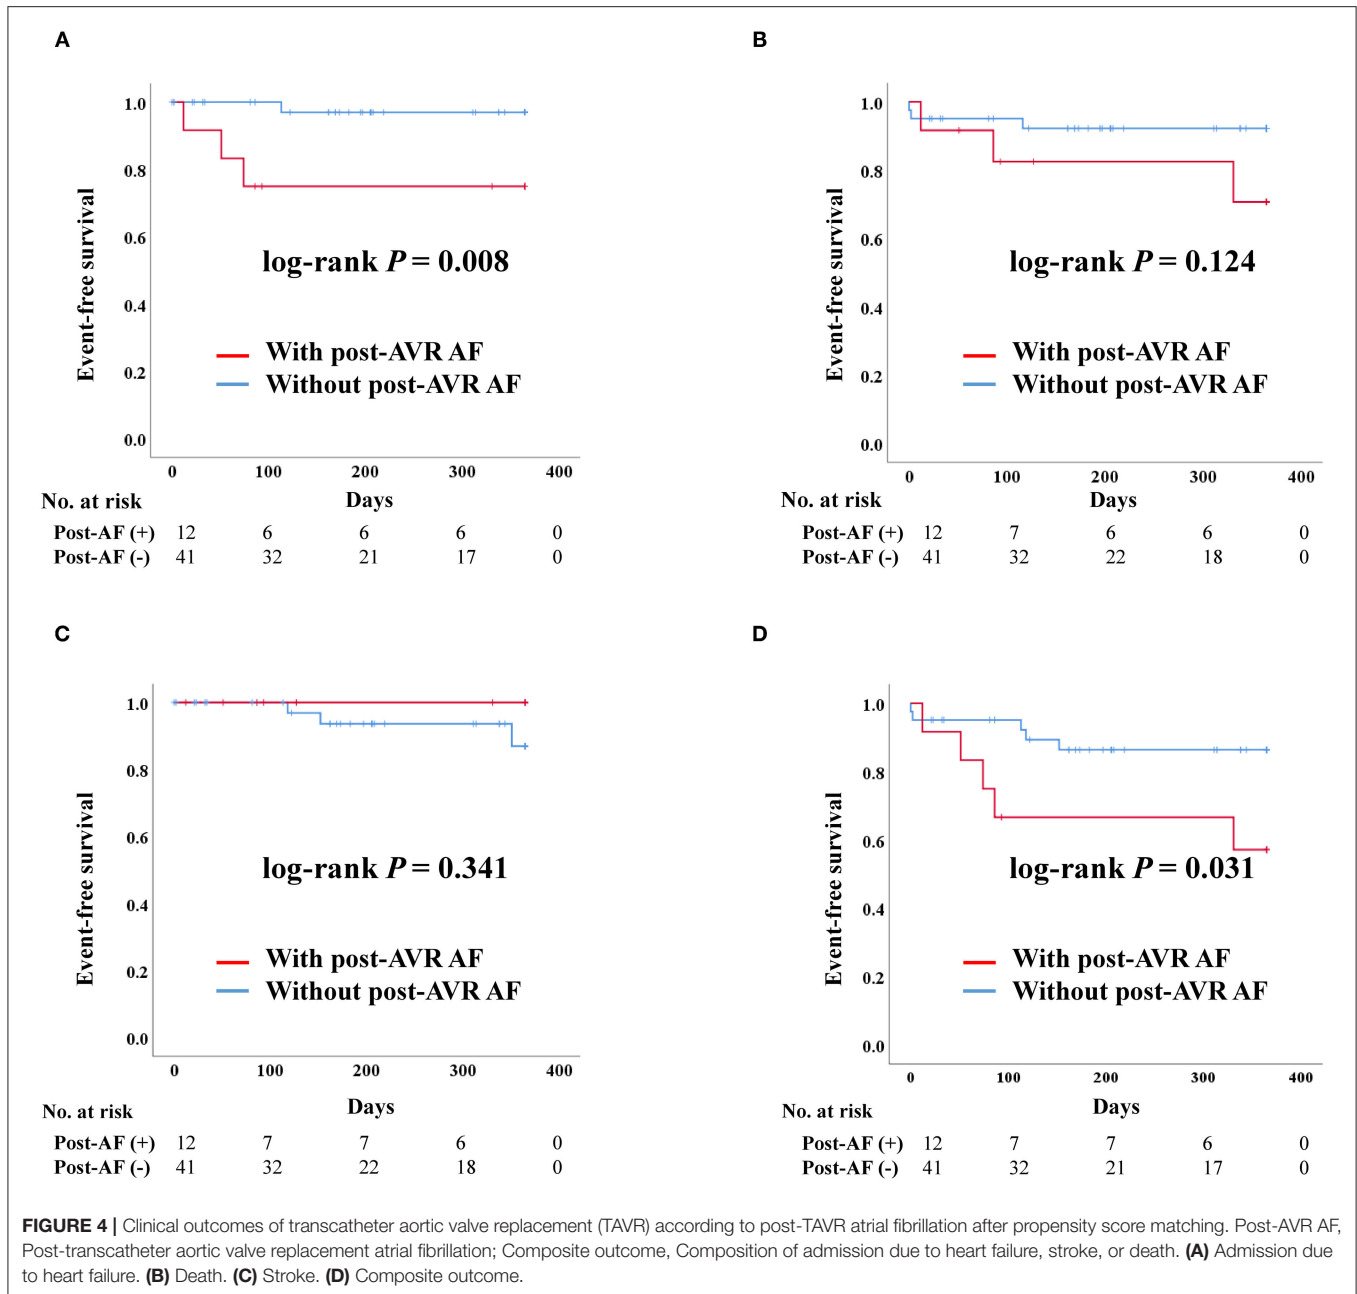 A
1.0
0.8
0.6
0.4
0.2
0.0
Event-free survival
log-rank P = 0.008
With post-AVR AF
Without post-AVR AF
0 100 200 300 400
Days
No. at risk
Post-AF (+) 12 6 6 6 0
Post-AF (-) 41 32 21 17 0
B
1.0
0.8
0.6
0.4
0.2
0.0
Event-free survival
log-rank P = 0.124
With post-AVR AF
Without post-AVR AF
0 100 200 300 400
Days
No. at risk
Post-AF (+) 12 7 6 6 0
Post-AF (-) 41 32 22 18 0
C
1.0
0.8
0.6
0.4
0.2
0.0
Event-free survival
log-rank P = 0.341
With post-AVR AF
Without post-AVR AF
0 100 200 300 400
Days
No. at risk
Post-AF (+) 12 7 7 6 0
Post-AF (-) 41 32 22 18 0
D
1.0
0.8
0.6
0.4
0.2
0.0
Event-free survival
log-rank P = 0.031
With post-AVR AF
Without post-AVR AF
0 100 200 300 400
Days
No. at risk
Post-AF (+) 12 7 7 6 0
Post-AF (-) 41 32 21 17 0
FIGURE 4 | Clinical outcomes of transcatheter aortic valve replacement (TAVR) according to post-TAVR atrial fibrillation after propensity score matching. Post-AVR AF,
Post-transcatheter aortic valve replacement atrial fibrillation; Composite outcome, Composition of admission due to heart failure, stroke, or death. (A) Admission due
to heart failure. (B) Death. (C) Stroke. (D) Composite outcome.